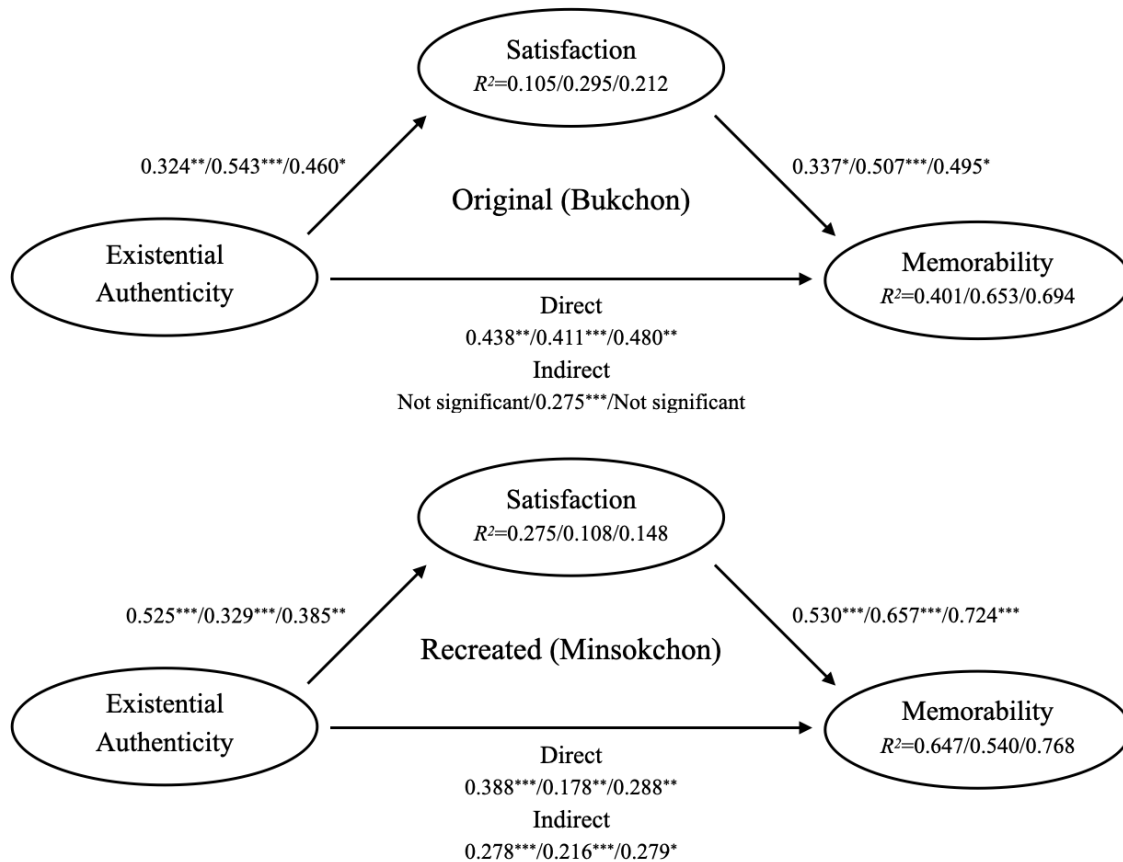 Satisfaction
R²=0.105/0.295/0.212
0.324**/0.543***/0.460*
0.337*/0.507***/0.495*
Original (Bukchon)
Existential
Authenticity
Memorability
R²=0.401/0.653/0.694
Direct
0.438**/0.411***/0.480**
Indirect
Not significant/0.275***/Not significant
Satisfaction
R²=0.275/0.108/0.148
0.525***/0.329***/0.385**
0.530***/0.657***/0.724***
Recreated (Minsokchon)
Existential
Authenticity
Memorability
R²=0.647/0.540/0.768
Direct
0.388***/0.178**/0.288**
Indirect
0.278***/0.216***/0.279*